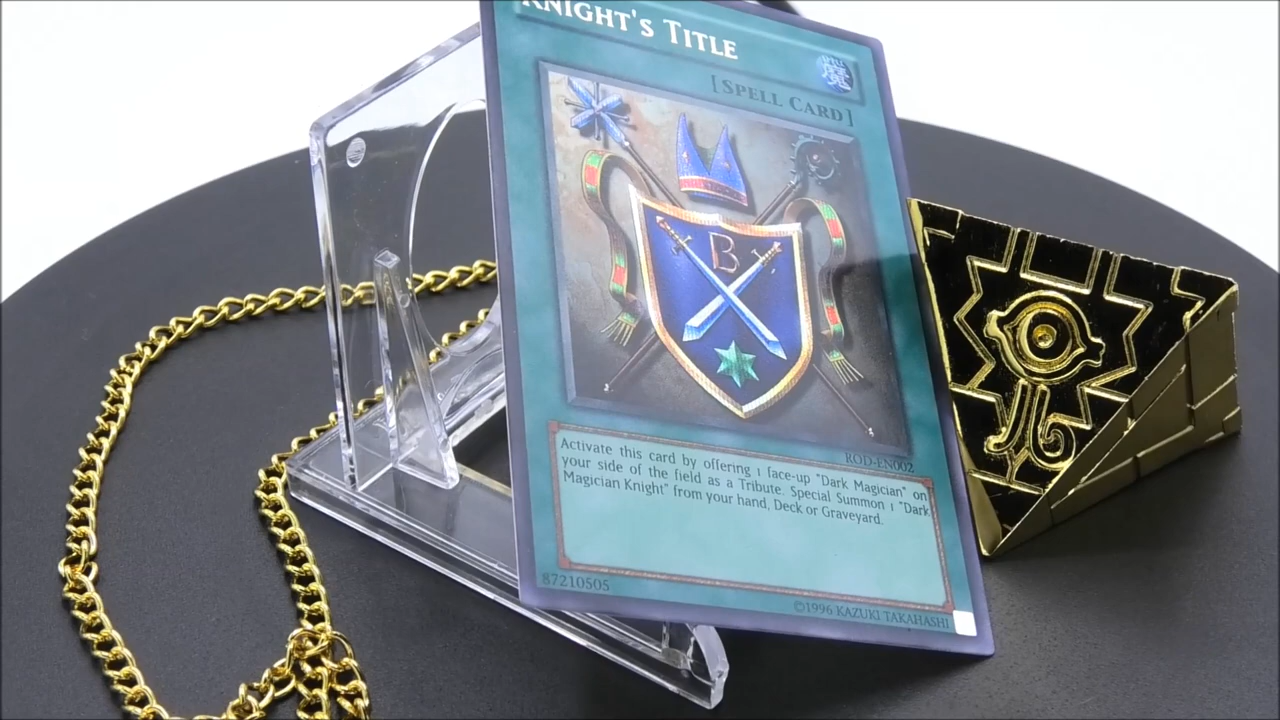 KNIGHT'S TITLE
[SPELL CARD]
B
ROD-EN002
Activate this card by offering 1 face-up "Dark Magician" on
your side of the field as a Tribute. Special Summon 1 "Dark
Magician Knight" from your hand, Deck or Graveyard.
87210505
©1996 KAZUKI TAKAHASHI